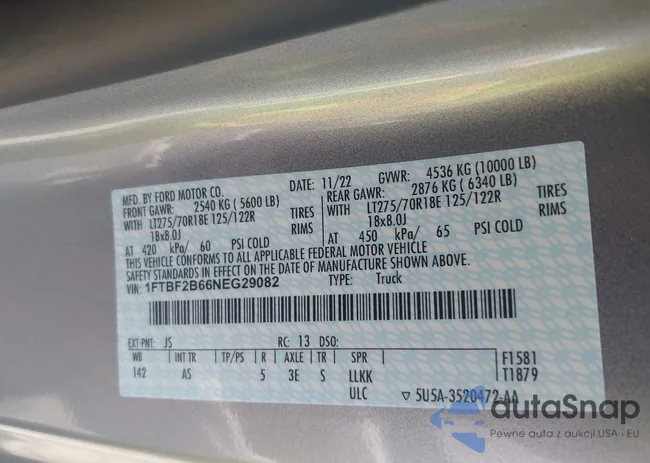 MFD. BY FORD MOTOR CO. DATE: 11/22 GVWR: 4536 KG (10000 LB)
FRONT GAWR: 2540 KG (5600 LB) REAR GAWR: 2876 KG (6340 LB)
WITH LT275/70R18E 125/122R TIRES WITH LT275/70R18E 125/122R TIRES
18x8.0J RIMS 18x8.0J RIMS
AT 420 kPa/ 60 PSI COLD AT 450 kPa/ 65 PSI COLD
THIS VEHICLE CONFORMS TO ALL APPLICABLE FEDERAL MOTOR VEHICLE
SAFETY STANDARDS IN EFFECT ON THE DATE OF MANUFACTURE SHOWN ABOVE.
VIN: 1FTBF2B66NEG29082 TYPE: Truck
EXT PNT: JS RC: 13 DSO:
WB INT TR TP/PS R AXLE TR SPR F1581
142 AS 5 3E S LLKK T1879
ULC ▽ 5U5A-3520472-AA
autaSnap
Pewne auta z aukcji USA - EU